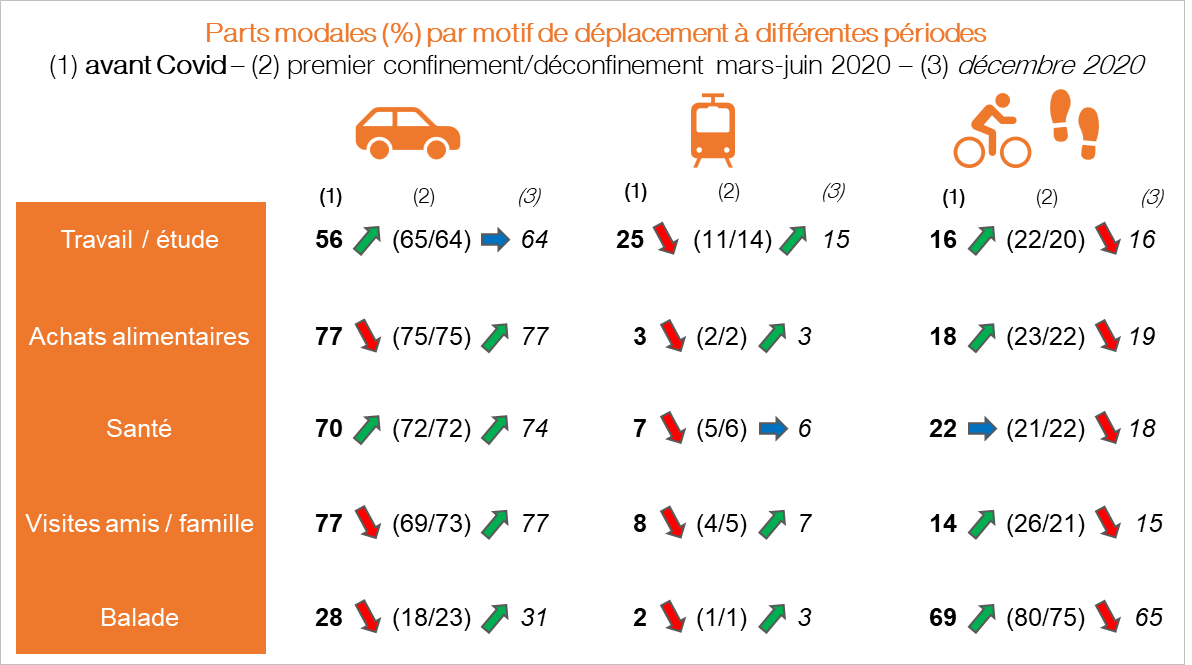 Parts modales (%) par motif de déplacement à différentes périodes
(1) avant Covid – (2) premier confinement/déconfinement mars-juin 2020 – (3) décembre 2020
(1) (2) (3) (1) (2) (3) (1) (2) (3)
Travail / étude 56 (65/64) 64 25 (11/14) 15 16 (22/20) 16
Achats alimentaires 77 (75/75) 77 3 (2/2) 3 18 (23/22) 19
Santé 70 (72/72) 74 7 (5/6) 6 22 (21/22) 18
Visites amis / famille 77 (69/73) 77 8 (4/5) 7 14 (26/21) 15
Balade 28 (18/23) 31 2 (1/1) 3 69 (80/75) 65